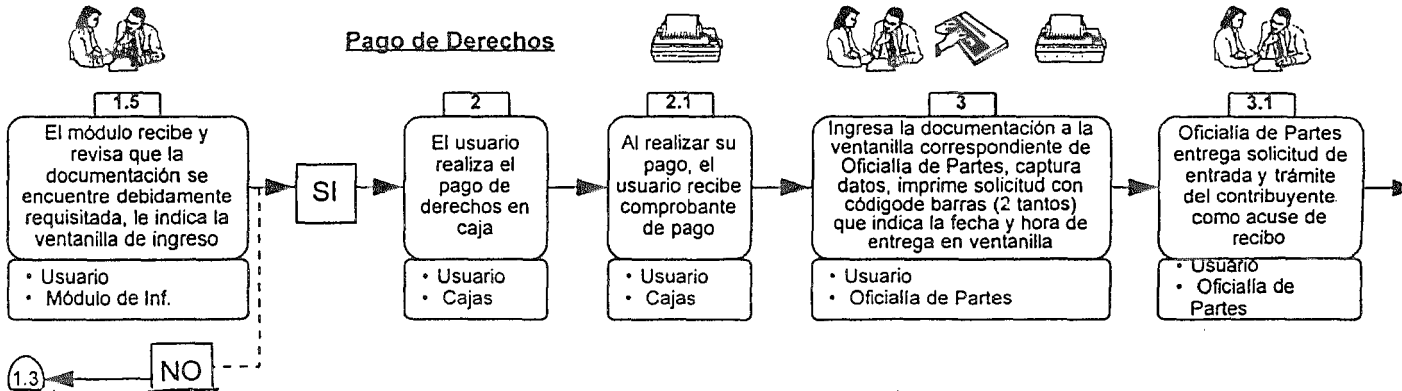 Pago de Derechos
1.5
El módulo recibe y
revisa que la
documentación se
encuentre debidamente
requisitada, le indica la
ventanilla de ingreso
• Usuario
• Módulo de Inf.
SI
NO
1.3
2
El usuario
realiza el
pago de
derechos en
caja
• Usuario
• Cajas
2.1
Al realizar su
pago, el
usuario recibe
comprobante
de pago
• Usuario
• Cajas
3
Ingresa la documentación a la
ventanilla correspondiente de
Oficialía de Partes, captura
datos, imprime solicitud con
códigode barras (2 tantos)
que indica la fecha y hora de
entrega en ventanilla
• Usuario
• Oficialía de Partes
3.1
Oficialía de Partes
entrega solicitud de
entrada y trámite
del contribuyente
como acuse de
recibo
• Usuario
• Oficialía de
Partes